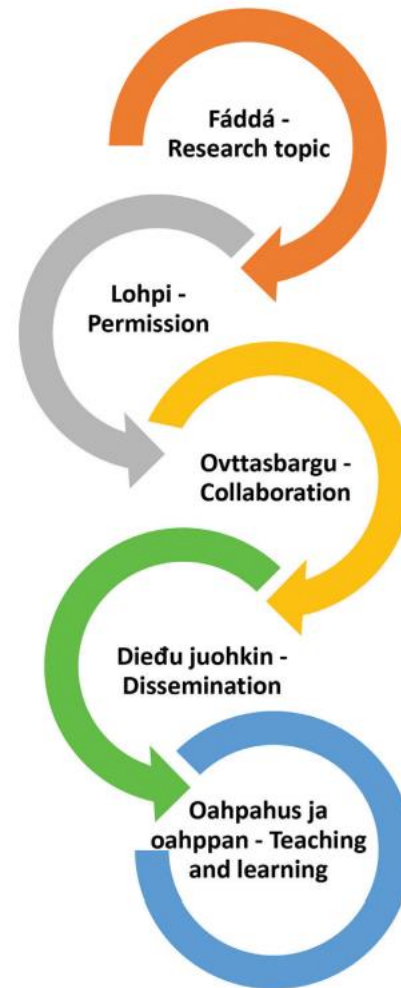 Fáddá -
Research topic
Lohpi -
Permission
Ovttasbargu -
Collaboration
Dieđu juohkin -
Dissemination
Oahpahus ja
oahppan - Teaching
and learning